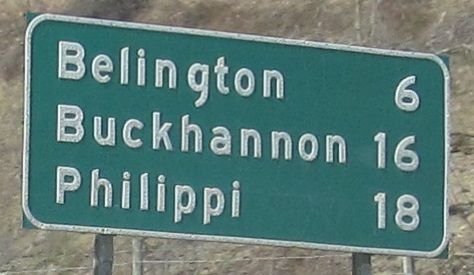 Belington 6
Buckhannon 16
Philippi 18